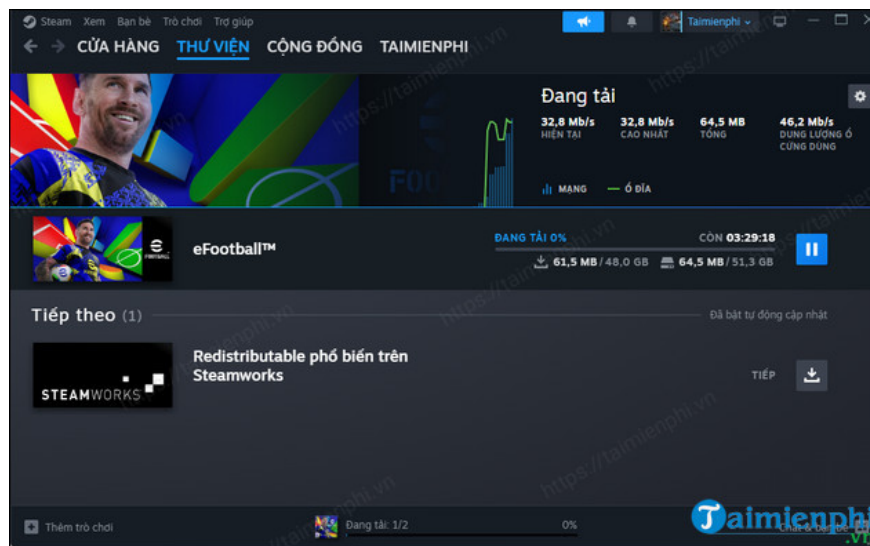 Steam Xem Bạn bè Trò chơi Trợ giúp
Taimienphi
CỬA HÀNG THƯ VIỆN CỘNG ĐỒNG TAIMIENPHI
Đang tải
32,8 Mb/s 32,8 Mb/s 64,5 MB 46,2 Mb/s
HIỆN TẠI CAO NHẤT TỔNG DUNG LƯỢNG Ổ
CỨNG DÙNG
MẠNG Ổ ĐĨA
eFootball™
ĐANG TẢI 0% CÒN 03:29:18
61,5 MB/48,0 GB 64,5 MB/51,3 GB
Tiếp theo (1) Đã bật tự động cập nhật
Redistributable phổ biến trên
Steamworks
STEAMWORKS
TIẾP
Thêm trò chơi
Đang tải: 1/2 0%
Taimienphi
.vn
https://taimienphi.vn